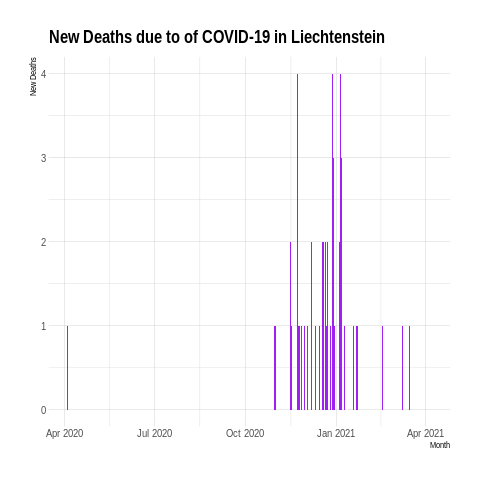 New Deaths due to of COVID-19 in Liechtenstein
New Deaths
4
3
2
1
0
Apr 2020 Jul 2020 Oct 2020 Jan 2021 Apr 2021
Month